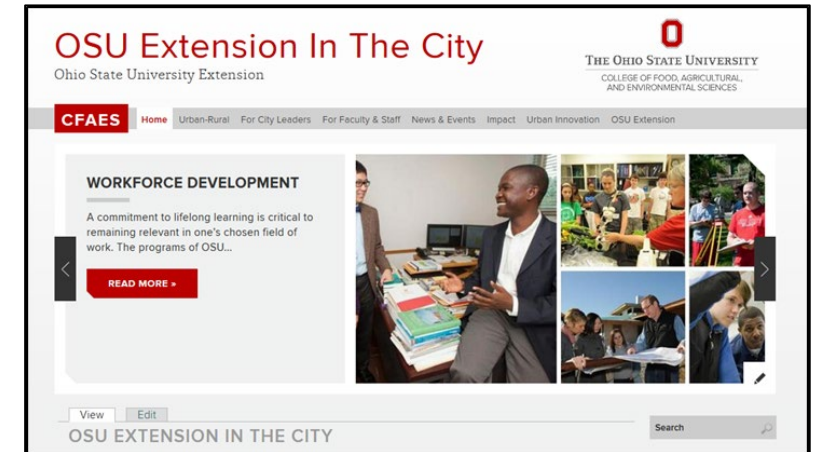 OSU Extension In The City
Ohio State University Extension
THE OHIO STATE UNIVERSITY
COLLEGE OF FOOD, AGRICULTURAL,
AND ENVIRONMENTAL SCIENCES
CFAES Home Urban-Rural For City Leaders For Faculty & Staff News & Events Impact Urban Innovation OSU Extension
WORKFORCE DEVELOPMENT
A commitment to lifelong learning is critical to
remaining relevant in one's chosen field of
work. The programs of OSU...
READ MORE »
View Edit
OSU EXTENSION IN THE CITY
Search